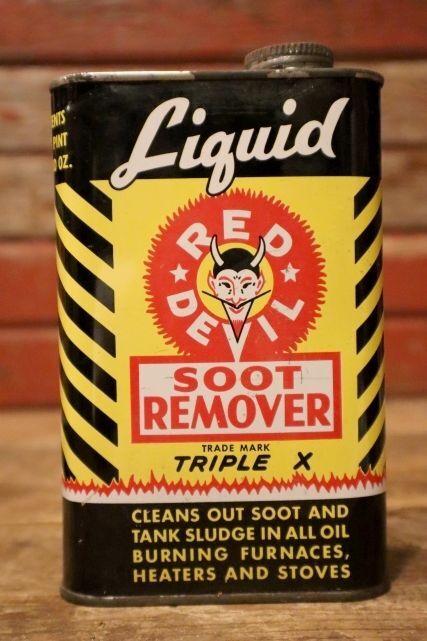 Liquid
RED
DEVIL
SOOT
REMOVER
TRADE MARK
TRIPLE X
CLEANS OUT SOOT AND
TANK SLUDGE IN ALL OIL
BURNING FURNACES,
HEATERS AND STOVES
OZ.